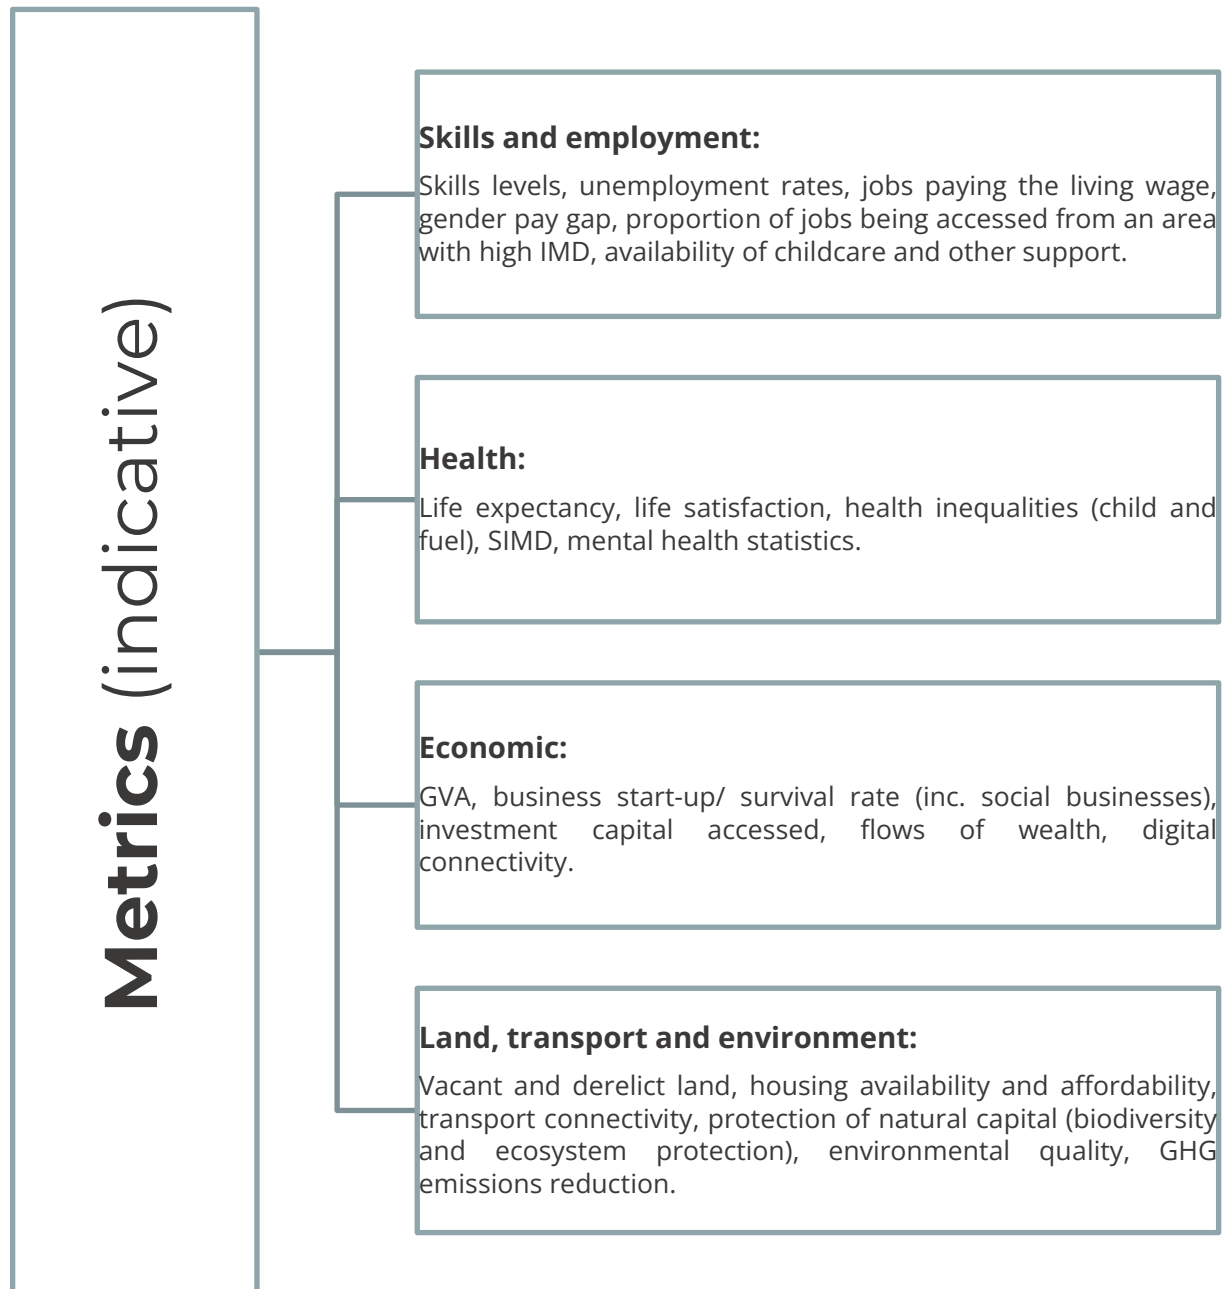 Metrics (indicative)
Skills and employment:
Skills levels, unemployment rates, jobs paying the living wage,
gender pay gap, proportion of jobs being accessed from an area
with high IMD, availability of childcare and other support.
Health:
Life expectancy, life satisfaction, health inequalities (child and
fuel), SIMD, mental health statistics.
Economic:
GVA, business start-up/ survival rate (inc. social businesses),
investment capital accessed, flows of wealth, digital
connectivity.
Land, transport and environment:
Vacant and derelict land, housing availability and affordability,
transport connectivity, protection of natural capital (biodiversity
and ecosystem protection), environmental quality, GHG
emissions reduction.